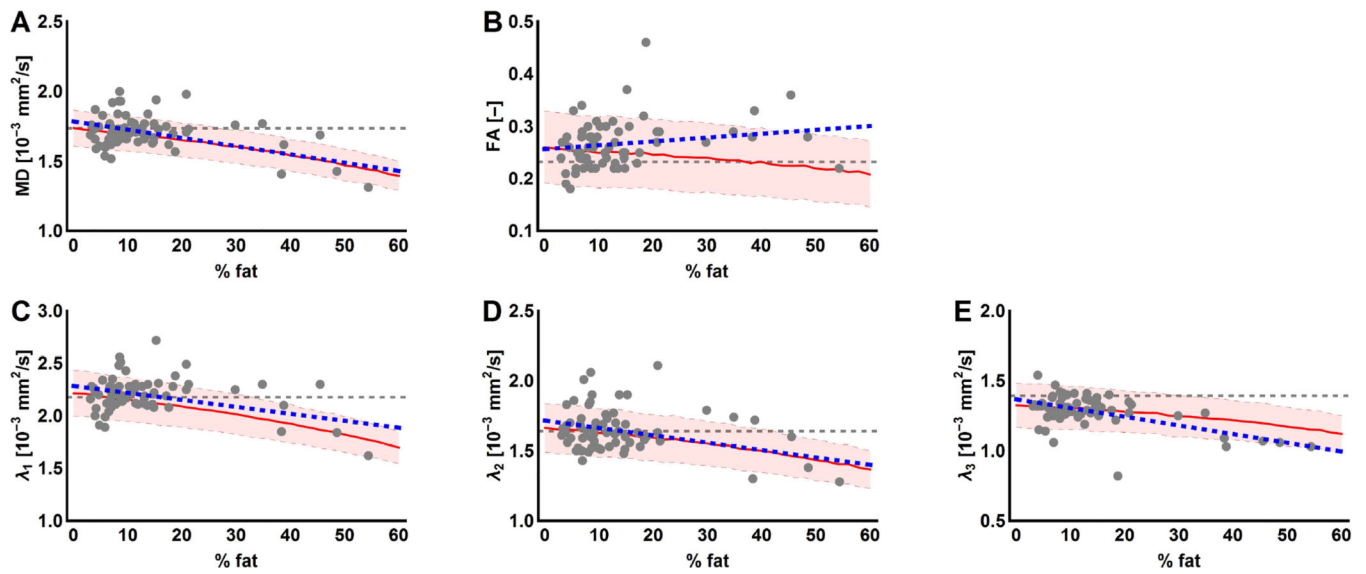 A
MD [10⁻³ mm²/s]
2.5
2.0
1.5
1.0
0 10 20 30 40 50 60
% fat
B
FA [–]
0.5
0.4
0.3
0.2
0.1
0 10 20 30 40 50 60
% fat
C
λ₁ [10⁻³ mm²/s]
3.0
2.5
2.0
1.5
1.0
0 10 20 30 40 50 60
% fat
D
λ₂ [10⁻³ mm²/s]
2.5
2.0
1.5
1.0
0 10 20 30 40 50 60
% fat
E
λ₃ [10⁻³ mm²/s]
2.0
1.5
1.0
0.5
0 10 20 30 40 50 60
% fat